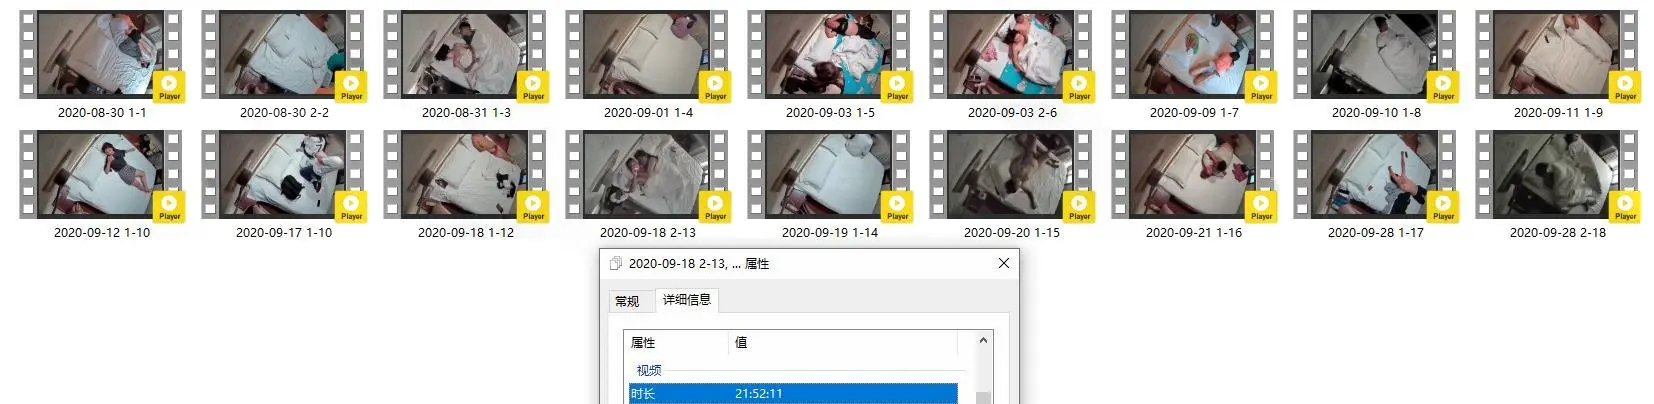 Player Player Player Player Player Player Player Player Player
2020-08-30 1-1 2020-08-30 2-2 2020-08-31 1-3 2020-09-01 1-4 2020-09-03 1-5 2020-09-03 2-6 2020-09-09 1-7 2020-09-10 1-8 2020-09-11 1-9
Player Player Player Player Player Player Player Player Player
2020-09-12 1-10 2020-09-17 1-10 2020-09-18 1-12 2020-09-18 2-13 2020-09-19 1-14 2020-09-20 1-15 2020-09-21 1-16 2020-09-28 1-17 2020-09-28 2-18
2020-09-18 2-13, ... 属性
常规 详细信息
属性 值
视频
时长 21:52:11